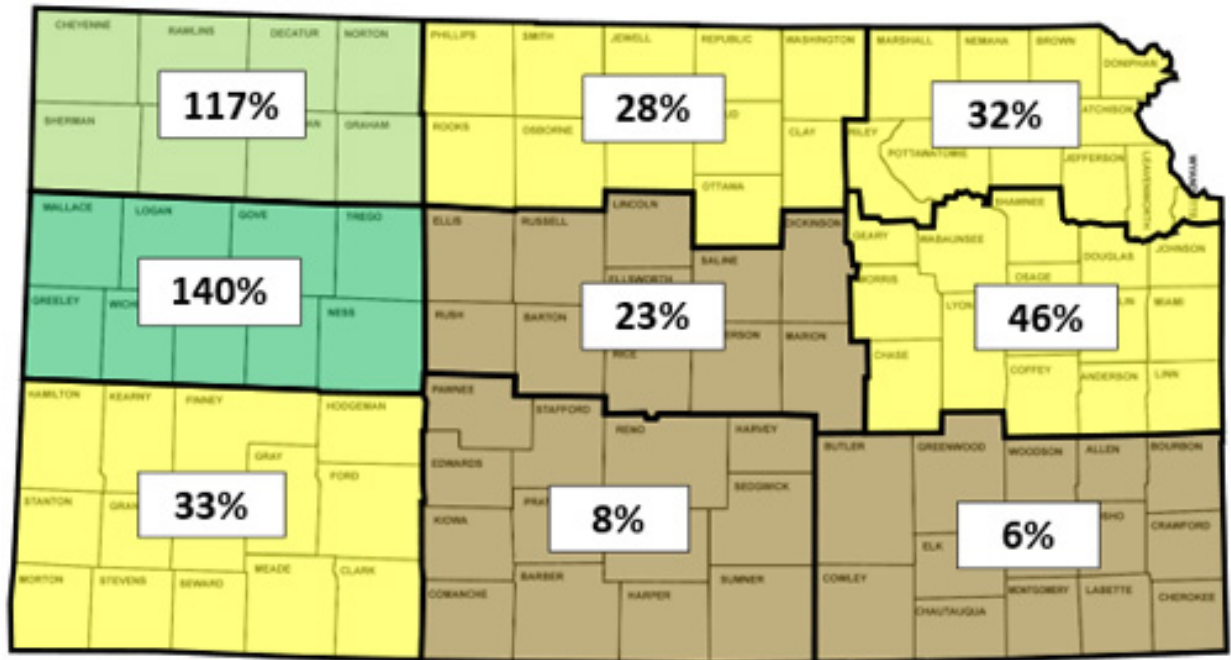 CHEYENNE RAWLINS DECATUR NORTON PHILLIPS SMITH JEWELL REPUBLIC WASHINGTON MARSHALL NEMAHA BROWN
DONIPHAN
117% 28% 32%
ATCHISON
SHERMAN GRAHAM ROOKS OSBORNE CLAY RILEY
POTTAWATOMIE JEFFERSON LEAVENWORTH
OTTAWA
WALLACE LOGAN GOVE TREGO ELLIS RUSSELL LINCOLN DICKINSON SHAWNEE
GEARY WABAUNSEE DOUGLAS JOHNSON
SALINE
140% ELLSWORTH MORRIS OSAGE
GREELEY NESS RUSH BARTON 23% MARION LYON 46% MIAMI
RICE CHASE
COFFEY ANDERSON LINN
HAMILTON KEARNY FINNEY HODGEMAN PAWNEE STAFFORD
RENO HARVEY BUTLER GREENWOOD WOODSON ALLEN BOURBON
GRAY FORD EDWARDS SEDGWICK
STANTON 33% KIOWA 8% 6% CRAWFORD
ELK
MORTON STEVENS SEWARD MEADE CLARK COMANCHE BARBER HARPER SUMNER COWLEY
CHAUTAUQUA MONTGOMERY LABETTE CHEROKEE